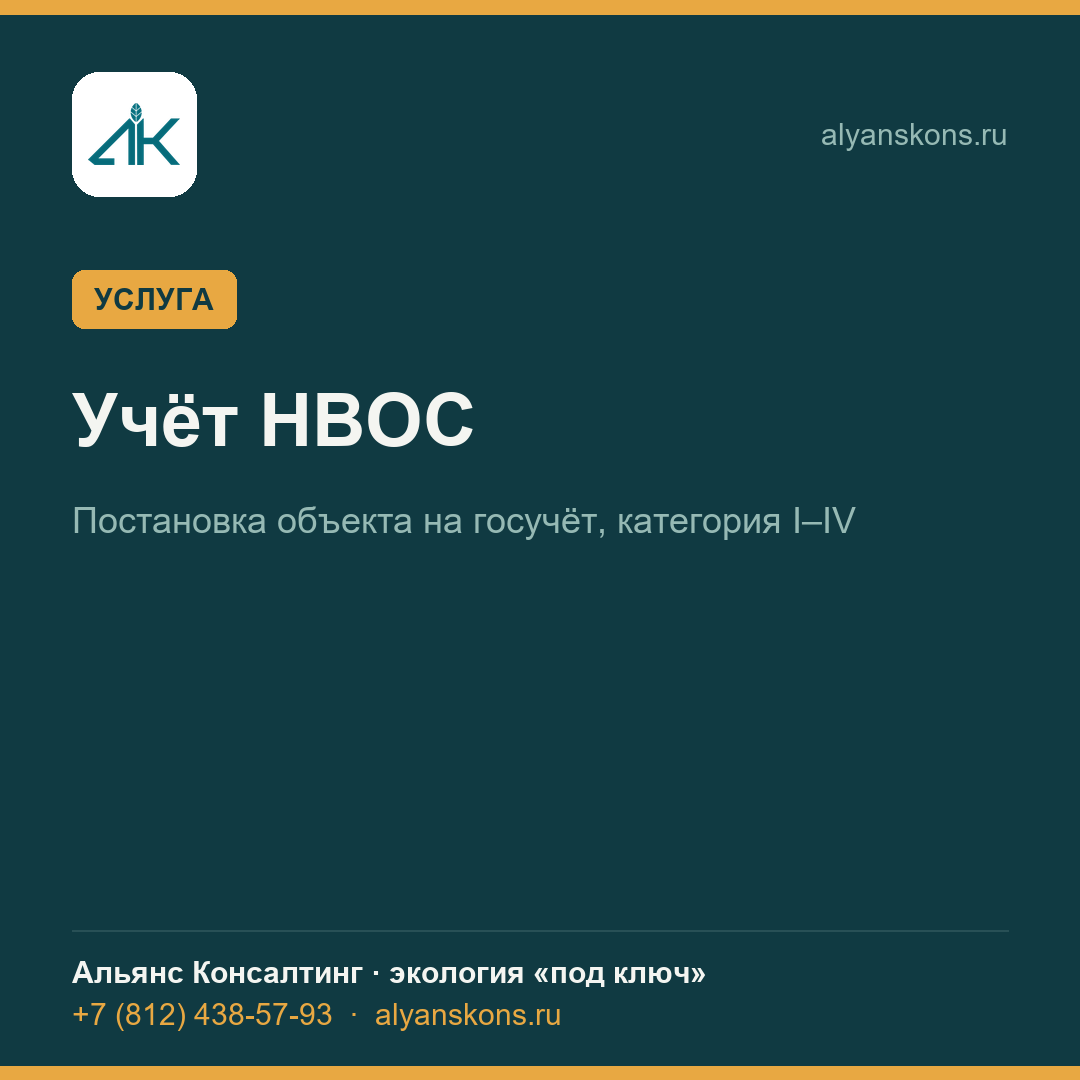 АК
alyanskons.ru
УСЛУГА
Учёт НВОС
Постановка объекта на госучёт, категория I–IV
Альянс Консалтинг · экология «под ключ»
+7 (812) 438-57-93 · alyanskons.ru